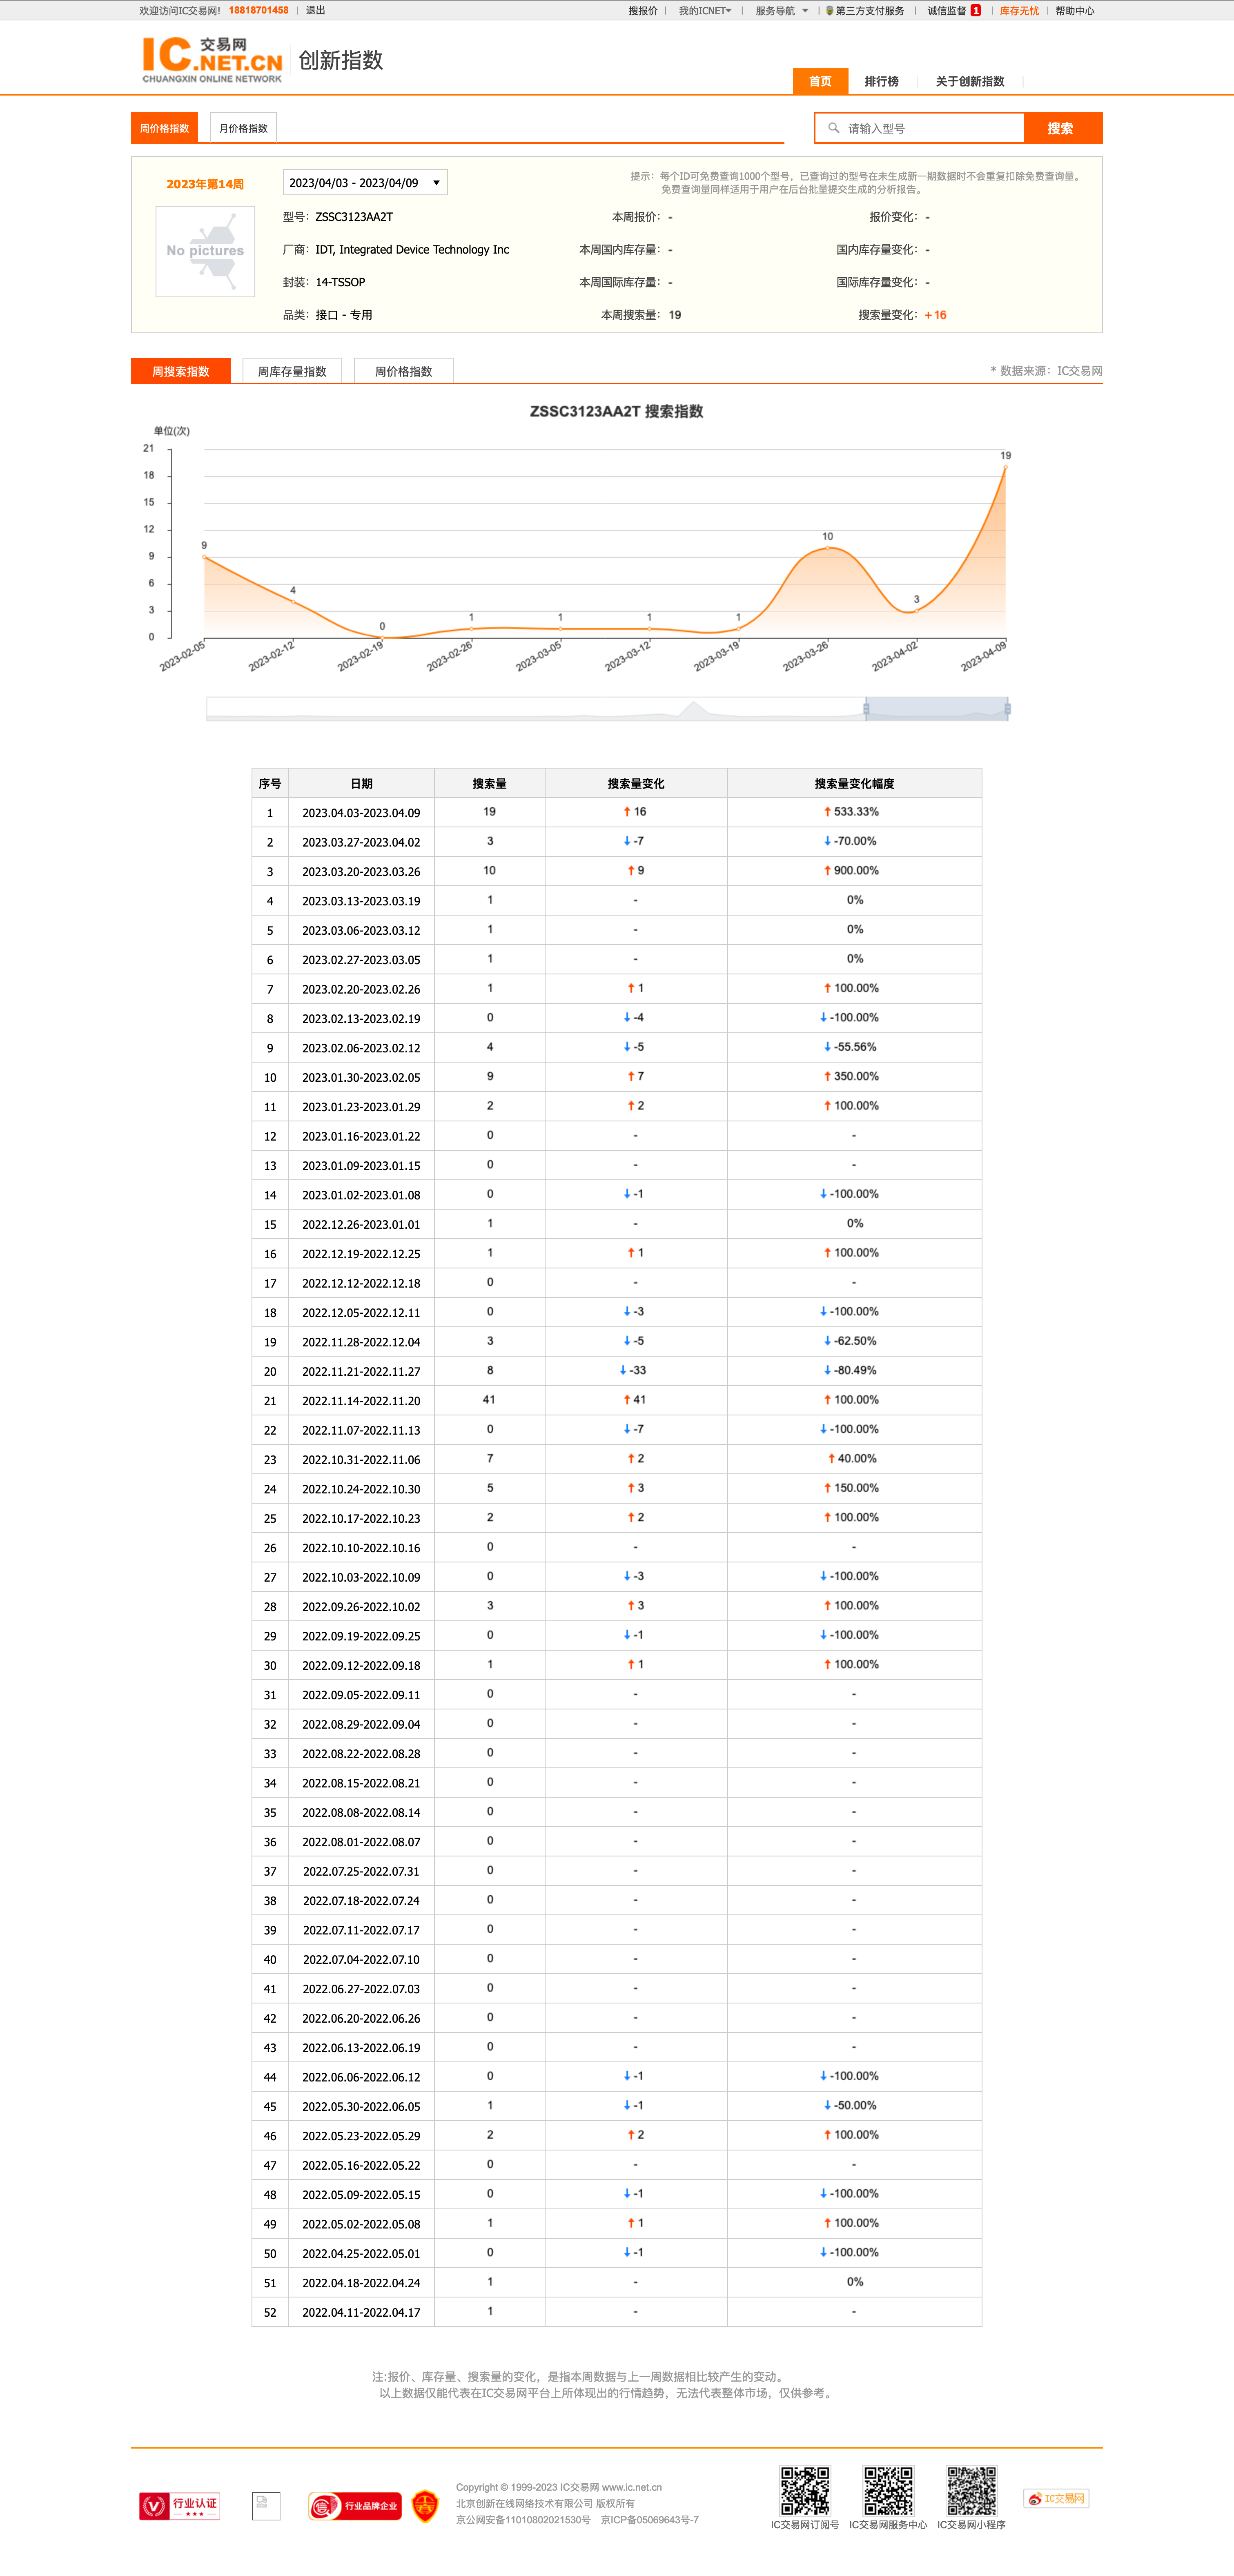 欢迎访问IC交易网! 18818701458 | 退出 搜报价 | 我的ICNET | 服务导航 | 第三方支付服务 | 诚信监督 1 | 库存无忧 | 帮助中心
IC 交易网 .NET.CN
CHUANGXIN ONLINE NETWORK
创新指数
首页 排行榜 关于创新指数
周价格指数 月价格指数 请输入型号 搜索
2023年第14周 2023/04/03 - 2023/04/09
提示：每个ID可免费查询1000个型号，已查询过的型号在未生成新一期数据时不会重复扣除免费查询量。
免费查询量同样适用于用户在后台批量提交生成的分析报告。
No pictures
型号：ZSSC3123AA2T 本周报价：- 报价变化：-
厂商：IDT, Integrated Device Technology Inc 本周国内库存量：- 国内库存量变化：-
封装：14-TSSOP 本周国际库存量：- 国际库存量变化：-
品类：接口 - 专用 本周搜索量：19 搜索量变化：+16
周搜索指数 周库存量指数 周价格指数 * 数据来源：IC交易网
ZSSC3123AA2T 搜索指数
单位(次)
21
18
15
12
9
6
3
0
9 4 0 1 1 1 1 10 3 19
2023-02-05 2023-02-12 2023-02-19 2023-02-26 2023-03-05 2023-03-12 2023-03-19 2023-03-26 2023-04-02 2023-04-09
序号 日期 搜索量 搜索量变化 搜索量变化幅度
1 2023.04.03-2023.04.09 19 ↑16 ↑533.33%
2 2023.03.27-2023.04.02 3 ↓-7 ↓-70.00%
3 2023.03.20-2023.03.26 10 ↑9 ↑900.00%
4 2023.03.13-2023.03.19 1 - 0%
5 2023.03.06-2023.03.12 1 - 0%
6 2023.02.27-2023.03.05 1 - 0%
7 2023.02.20-2023.02.26 1 ↑1 ↑100.00%
8 2023.02.13-2023.02.19 0 ↓-4 ↓-100.00%
9 2023.02.06-2023.02.12 4 ↓-5 ↓-55.56%
10 2023.01.30-2023.02.05 9 ↑7 ↑350.00%
11 2023.01.23-2023.01.29 2 ↑2 ↑100.00%
12 2023.01.16-2023.01.22 0 - -
13 2023.01.09-2023.01.15 0 - -
14 2023.01.02-2023.01.08 0 ↓-1 ↓-100.00%
15 2022.12.26-2023.01.01 1 - 0%
16 2022.12.19-2022.12.25 1 ↑1 ↑100.00%
17 2022.12.12-2022.12.18 0 - -
18 2022.12.05-2022.12.11 0 ↓-3 ↓-100.00%
19 2022.11.28-2022.12.04 3 ↓-5 ↓-62.50%
20 2022.11.21-2022.11.27 8 ↓-33 ↓-80.49%
21 2022.11.14-2022.11.20 41 ↑41 ↑100.00%
22 2022.11.07-2022.11.13 0 ↓-7 ↓-100.00%
23 2022.10.31-2022.11.06 7 ↑2 ↑40.00%
24 2022.10.24-2022.10.30 5 ↑3 ↑150.00%
25 2022.10.17-2022.10.23 2 ↑2 ↑100.00%
26 2022.10.10-2022.10.16 0 - -
27 2022.10.03-2022.10.09 0 ↓-3 ↓-100.00%
28 2022.09.26-2022.10.02 3 ↑3 ↑100.00%
29 2022.09.19-2022.09.25 0 ↓-1 ↓-100.00%
30 2022.09.12-2022.09.18 1 ↑1 ↑100.00%
31 2022.09.05-2022.09.11 0 - -
32 2022.08.29-2022.09.04 0 - -
33 2022.08.22-2022.08.28 0 - -
34 2022.08.15-2022.08.21 0 - -
35 2022.08.08-2022.08.14 0 - -
36 2022.08.01-2022.08.07 0 - -
37 2022.07.25-2022.07.31 0 - -
38 2022.07.18-2022.07.24 0 - -
39 2022.07.11-2022.07.17 0 - -
40 2022.07.04-2022.07.10 0 - -
41 2022.06.27-2022.07.03 0 - -
42 2022.06.20-2022.06.26 0 - -
43 2022.06.13-2022.06.19 0 - -
44 2022.06.06-2022.06.12 0 ↓-1 ↓-100.00%
45 2022.05.30-2022.06.05 1 ↓-1 ↓-50.00%
46 2022.05.23-2022.05.29 2 ↑2 ↑100.00%
47 2022.05.16-2022.05.22 0 - -
48 2022.05.09-2022.05.15 0 ↓-1 ↓-100.00%
49 2022.05.02-2022.05.08 1 ↑1 ↑100.00%
50 2022.04.25-2022.05.01 0 ↓-1 ↓-100.00%
51 2022.04.18-2022.04.24 1 - 0%
52 2022.04.11-2022.04.17 1 - -
注:报价、库存量、搜索量的变化，是指本周数据与上一周数据相比较产生的变动。
以上数据仅能代表在IC交易网平台上所体现出的行情趋势，无法代表整体市场，仅供参考。
行业认证
行业品牌企业
Copyright © 1999-2023 IC交易网 www.ic.net.cn
北京创新在线网络技术有限公司 版权所有
京公网安备11010802021530号 京ICP备05069643号-7
IC交易网订阅号 IC交易网服务中心 IC交易网小程序
IC交易网